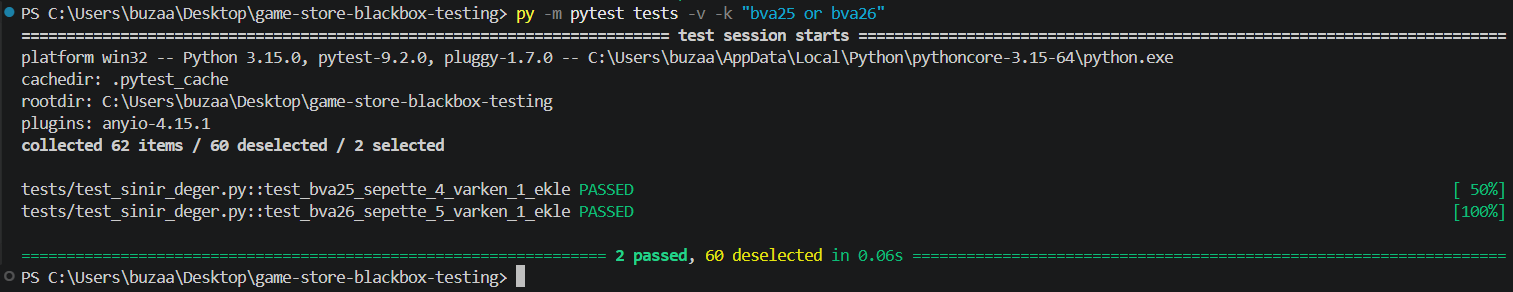 PS C:\Users\buzaa\Desktop\game-store-blackbox-testing> py -m pytest tests -v -k "bva25 or bva26"
============================= test session starts =============================
platform win32 -- Python 3.15.0, pytest-9.2.0, pluggy-1.7.0 -- C:\Users\buzaa\AppData\Local\Python\pythoncore-3.15-64\python.exe
cachedir: .pytest_cache
rootdir: C:\Users\buzaa\Desktop\game-store-blackbox-testing
plugins: anyio-4.15.1
collected 62 items / 60 deselected / 2 selected
tests/test_sinir_deger.py::test_bva25_sepette_4_varken_1_ekle PASSED [ 50%]
tests/test_sinir_deger.py::test_bva26_sepette_5_varken_1_ekle PASSED [100%]
============================= 2 passed, 60 deselected in 0.06s =============================
PS C:\Users\buzaa\Desktop\game-store-blackbox-testing>